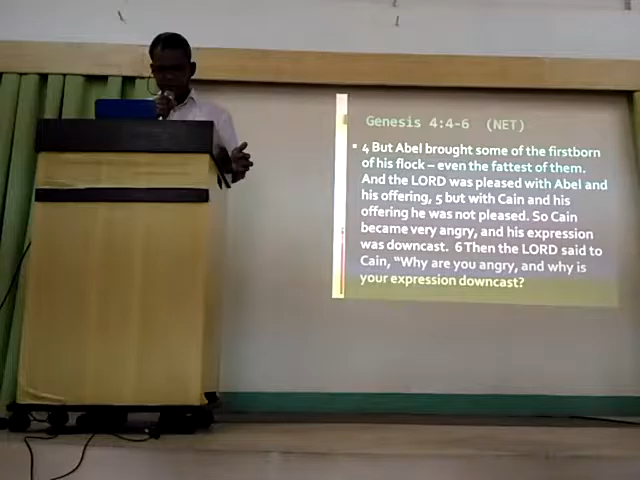 Genesis 4:4-6 (NET)
▪ 4 But Abel brought some of the firstborn
of his flock – even the fattest of them.
And the LORD was pleased with Abel and
his offering, 5 but with Cain and his
offering he was not pleased. So Cain
became very angry, and his expression
was downcast. 6 Then the LORD said to
Cain, “Why are you angry, and why is
your expression downcast?